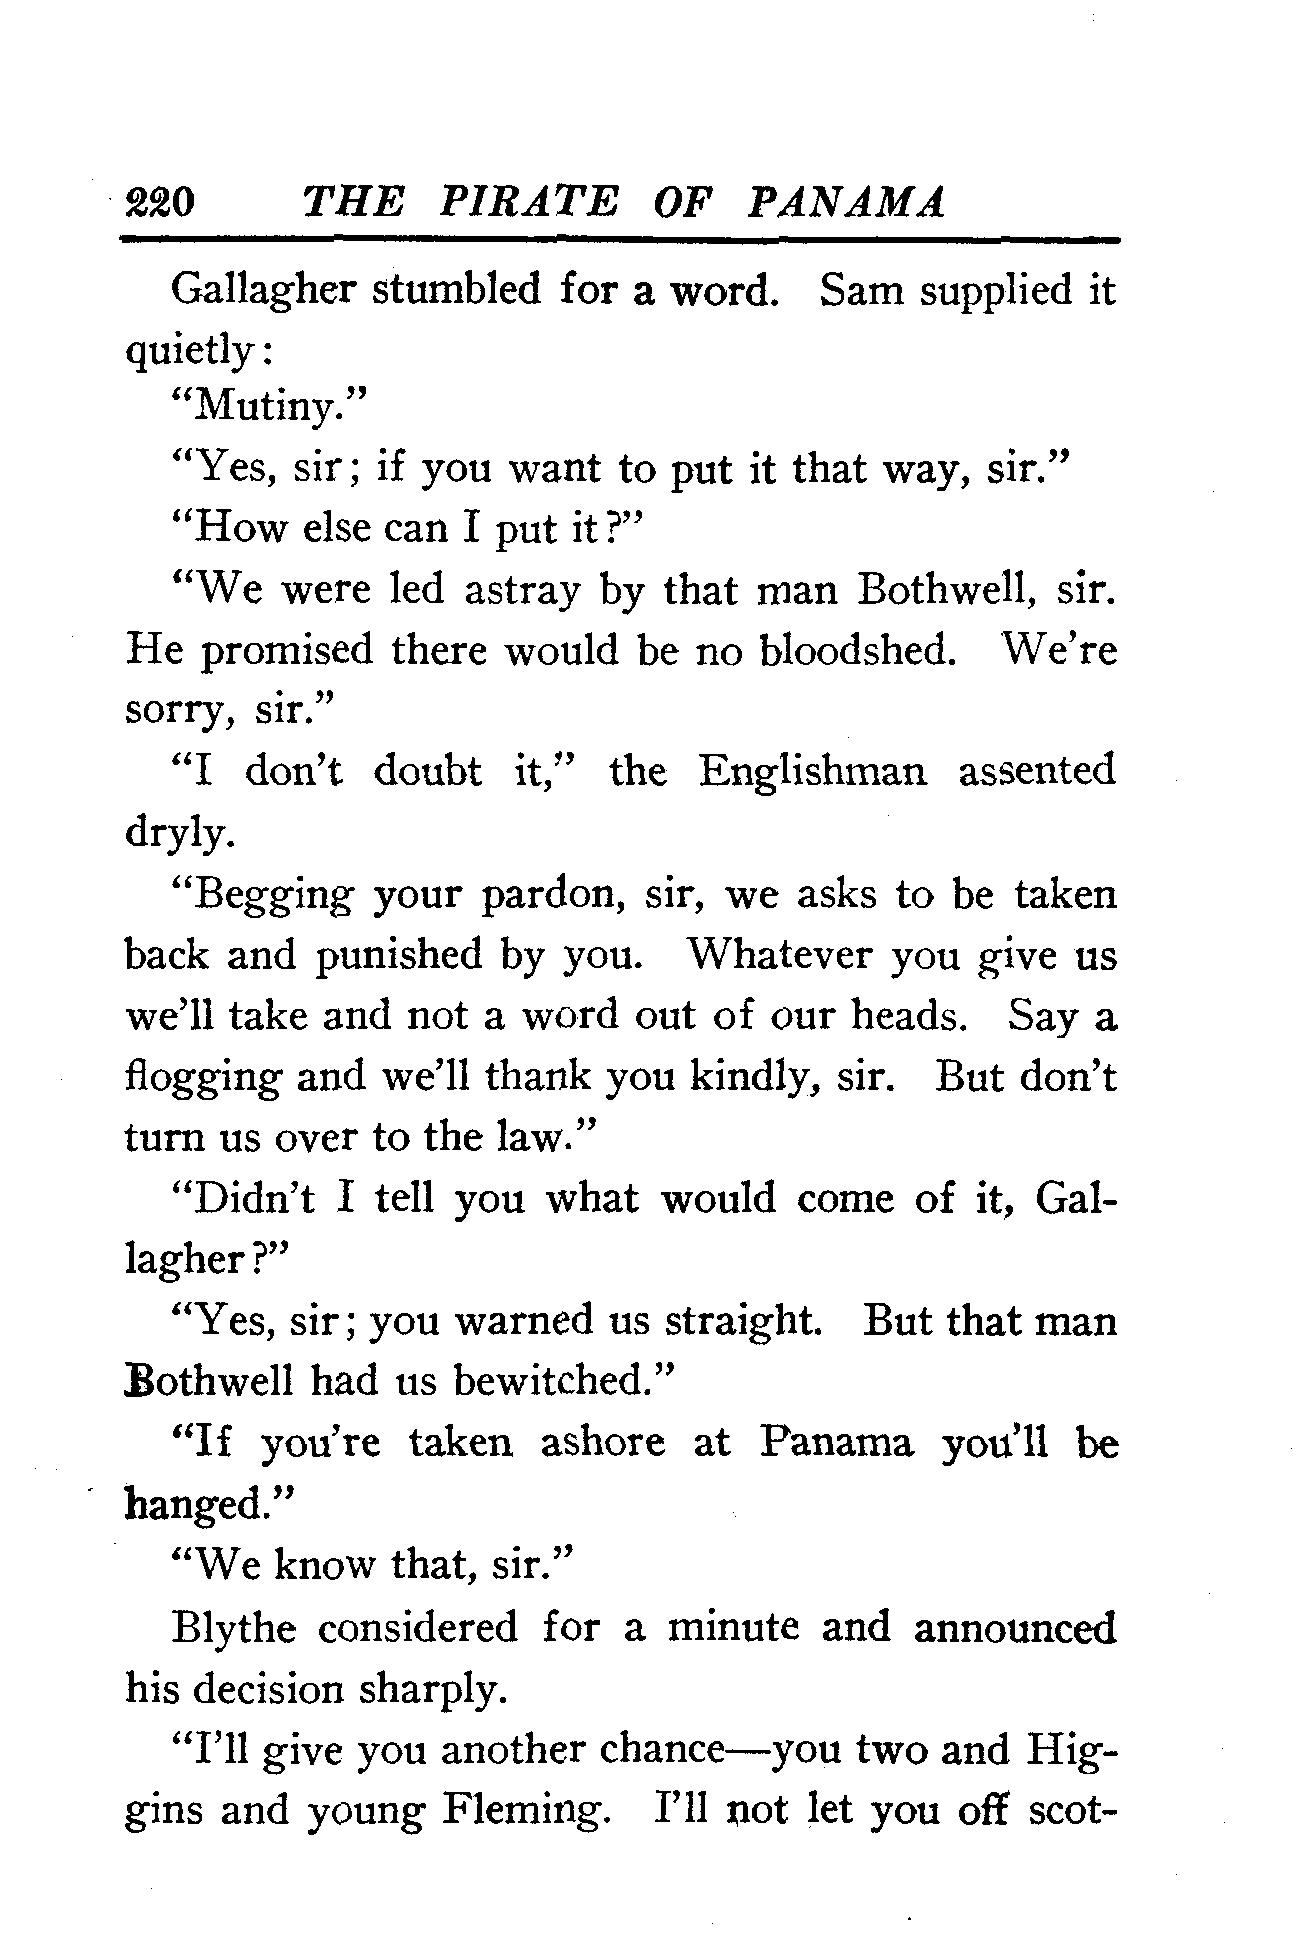 220 THE PIRATE OF PANAMA
Gallagher stumbled for a word. Sam supplied it
quietly:
“Mutiny.”
“Yes, sir; if you want to put it that way, sir.”
“How else can I put it?”
“We were led astray by that man Bothwell, sir.
He promised there would be no bloodshed. We’re
sorry, sir.”
“I don’t doubt it,” the Englishman assented
dryly.
“Begging your pardon, sir, we asks to be taken
back and punished by you. Whatever you give us
we’ll take and not a word out of our heads. Say a
flogging and we’ll thank you kindly, sir. But don’t
turn us over to the law.”
“Didn’t I tell you what would come of it, Gal-
lagher?”
“Yes, sir; you warned us straight. But that man
Bothwell had us bewitched.”
“If you’re taken ashore at Panama you’ll be
hanged.”
“We know that, sir.”
Blythe considered for a minute and announced
his decision sharply.
“I’ll give you another chance—you two and Hig-
gins and young Fleming. I’ll not let you off scot-